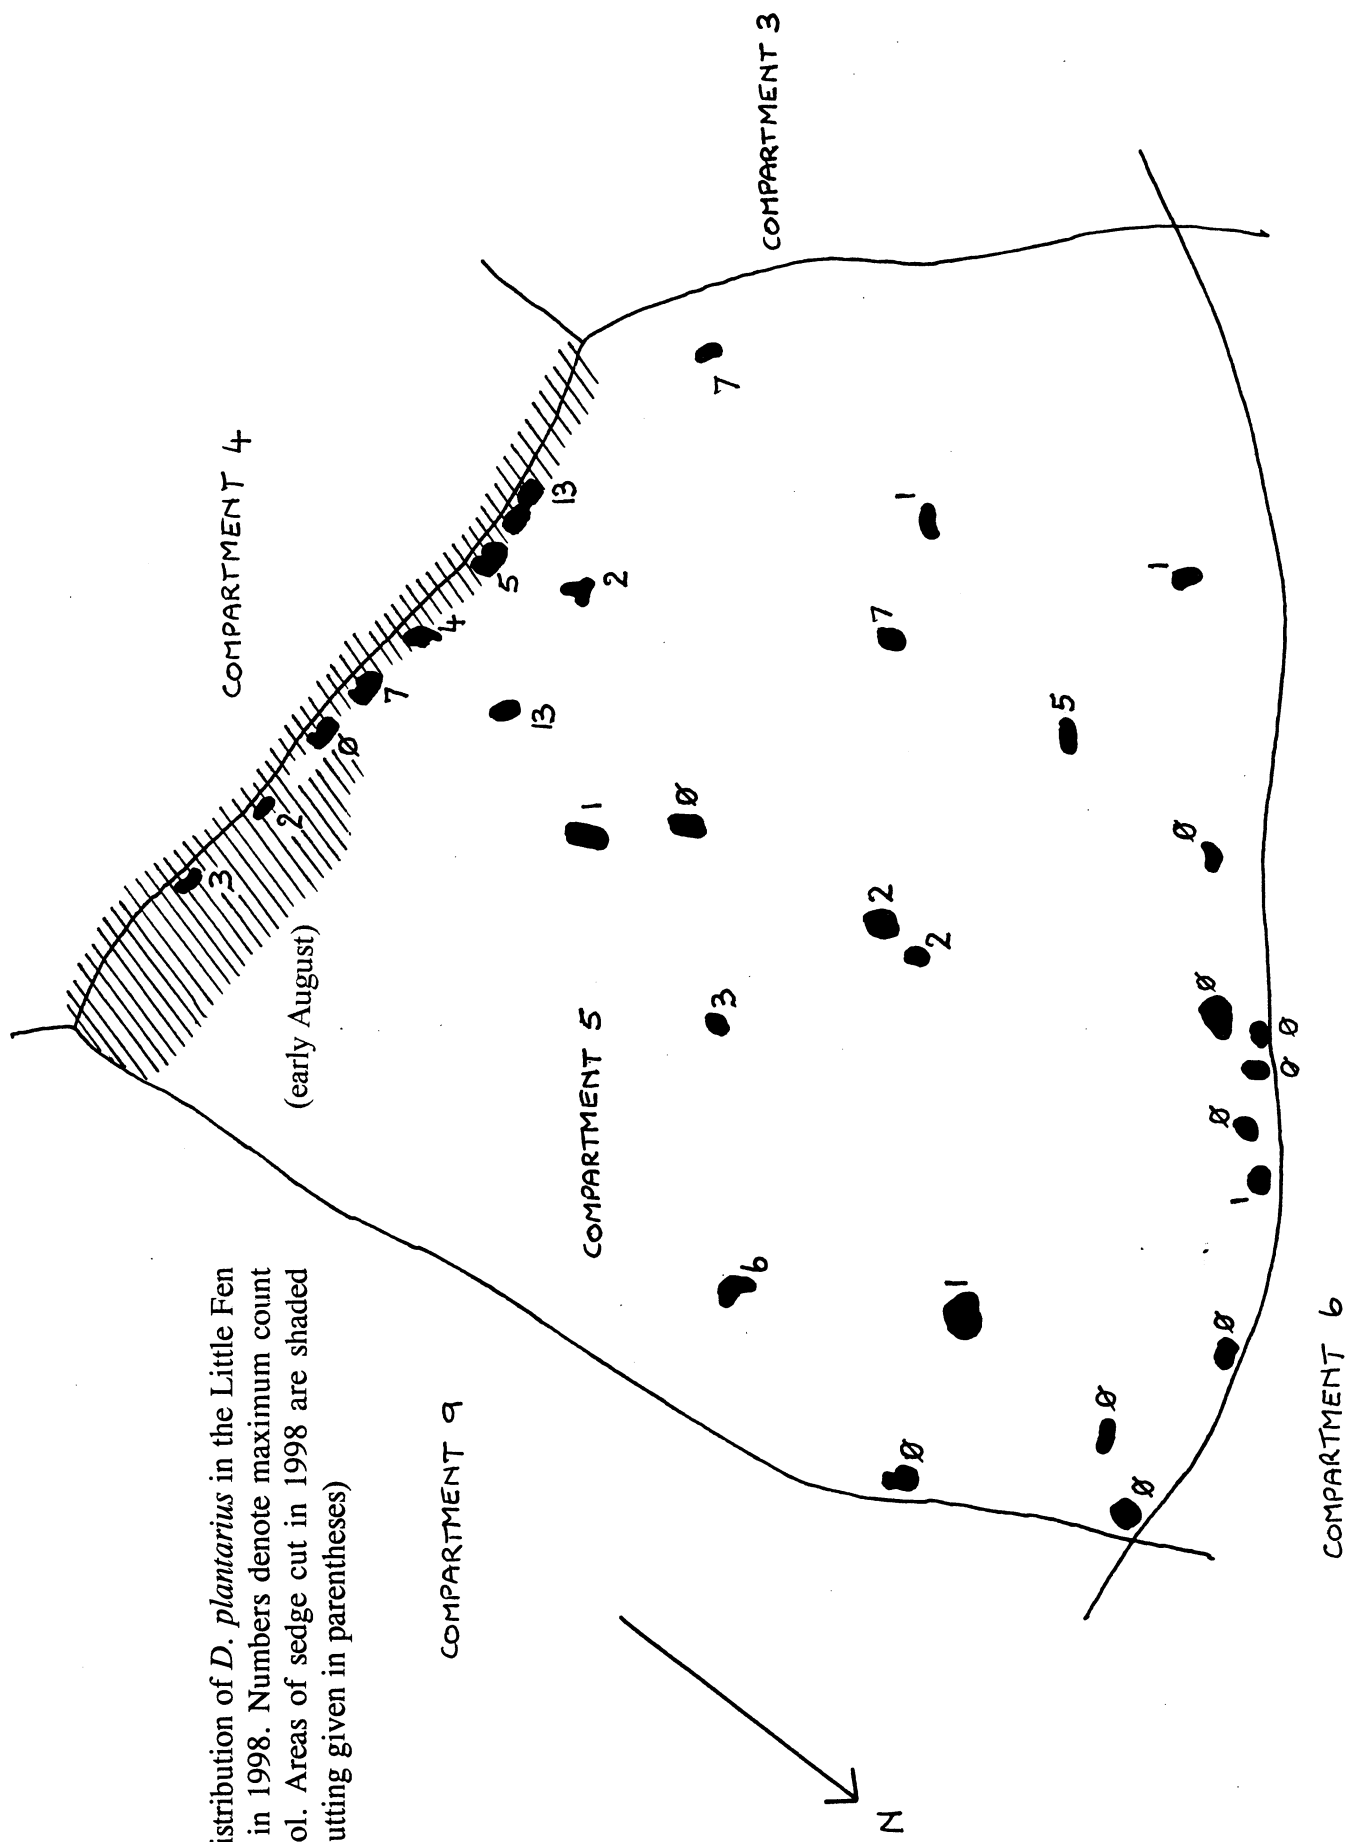 istribution of D. plantarius in the Little Fen
in 1998. Numbers denote maximum count
ol. Areas of sedge cut in 1998 are shaded
utting given in parentheses)
COMPARTMENT 4
3
2
(early August)
Ø
7
COMPARTMENT 9
4
5
13
13
COMPARTMENT 5
1
2
Ø
3
7
6
COMPARTMENT 3
2
7
N
1
Ø
2
1
5
Ø
Ø
1
Ø
Ø
Ø
Ø
1
Ø
Ø
COMPARTMENT 6